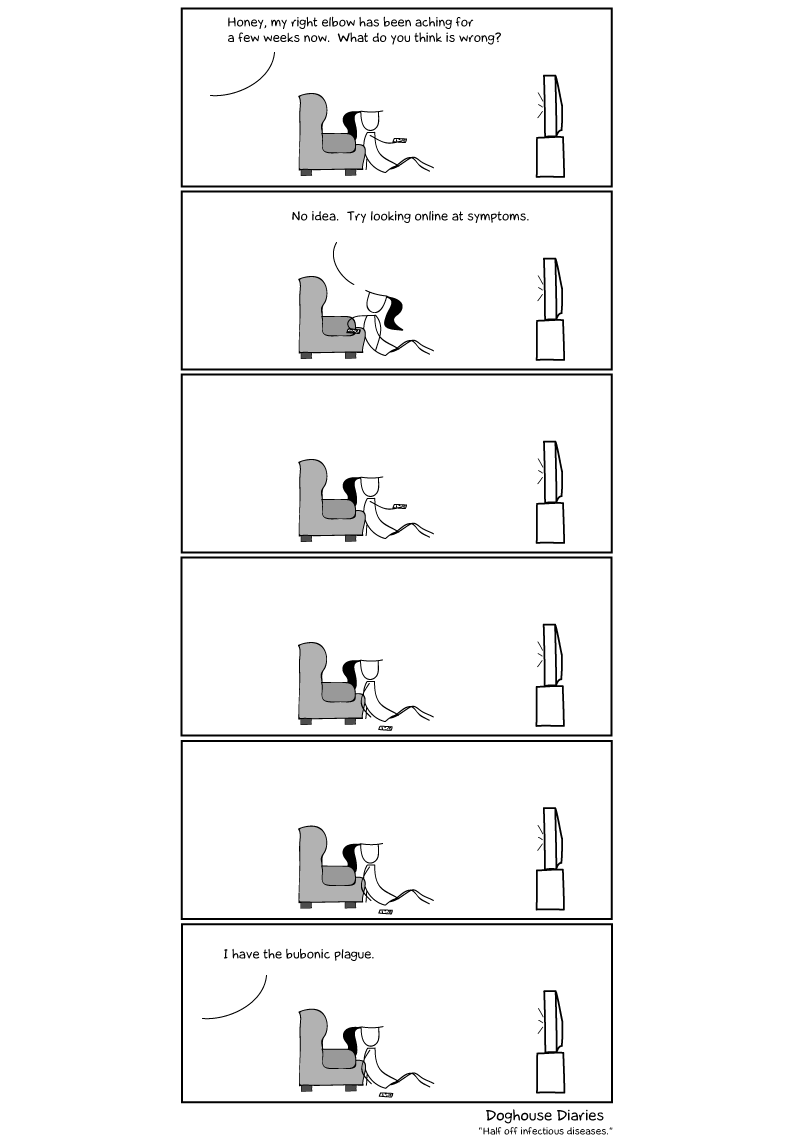 Honey, my right elbow has been aching for
a few weeks now. What do you think is wrong?
No idea. Try looking online at symptoms.
I have the bubonic plague.
Doghouse Diaries
"Half off infectious diseases."